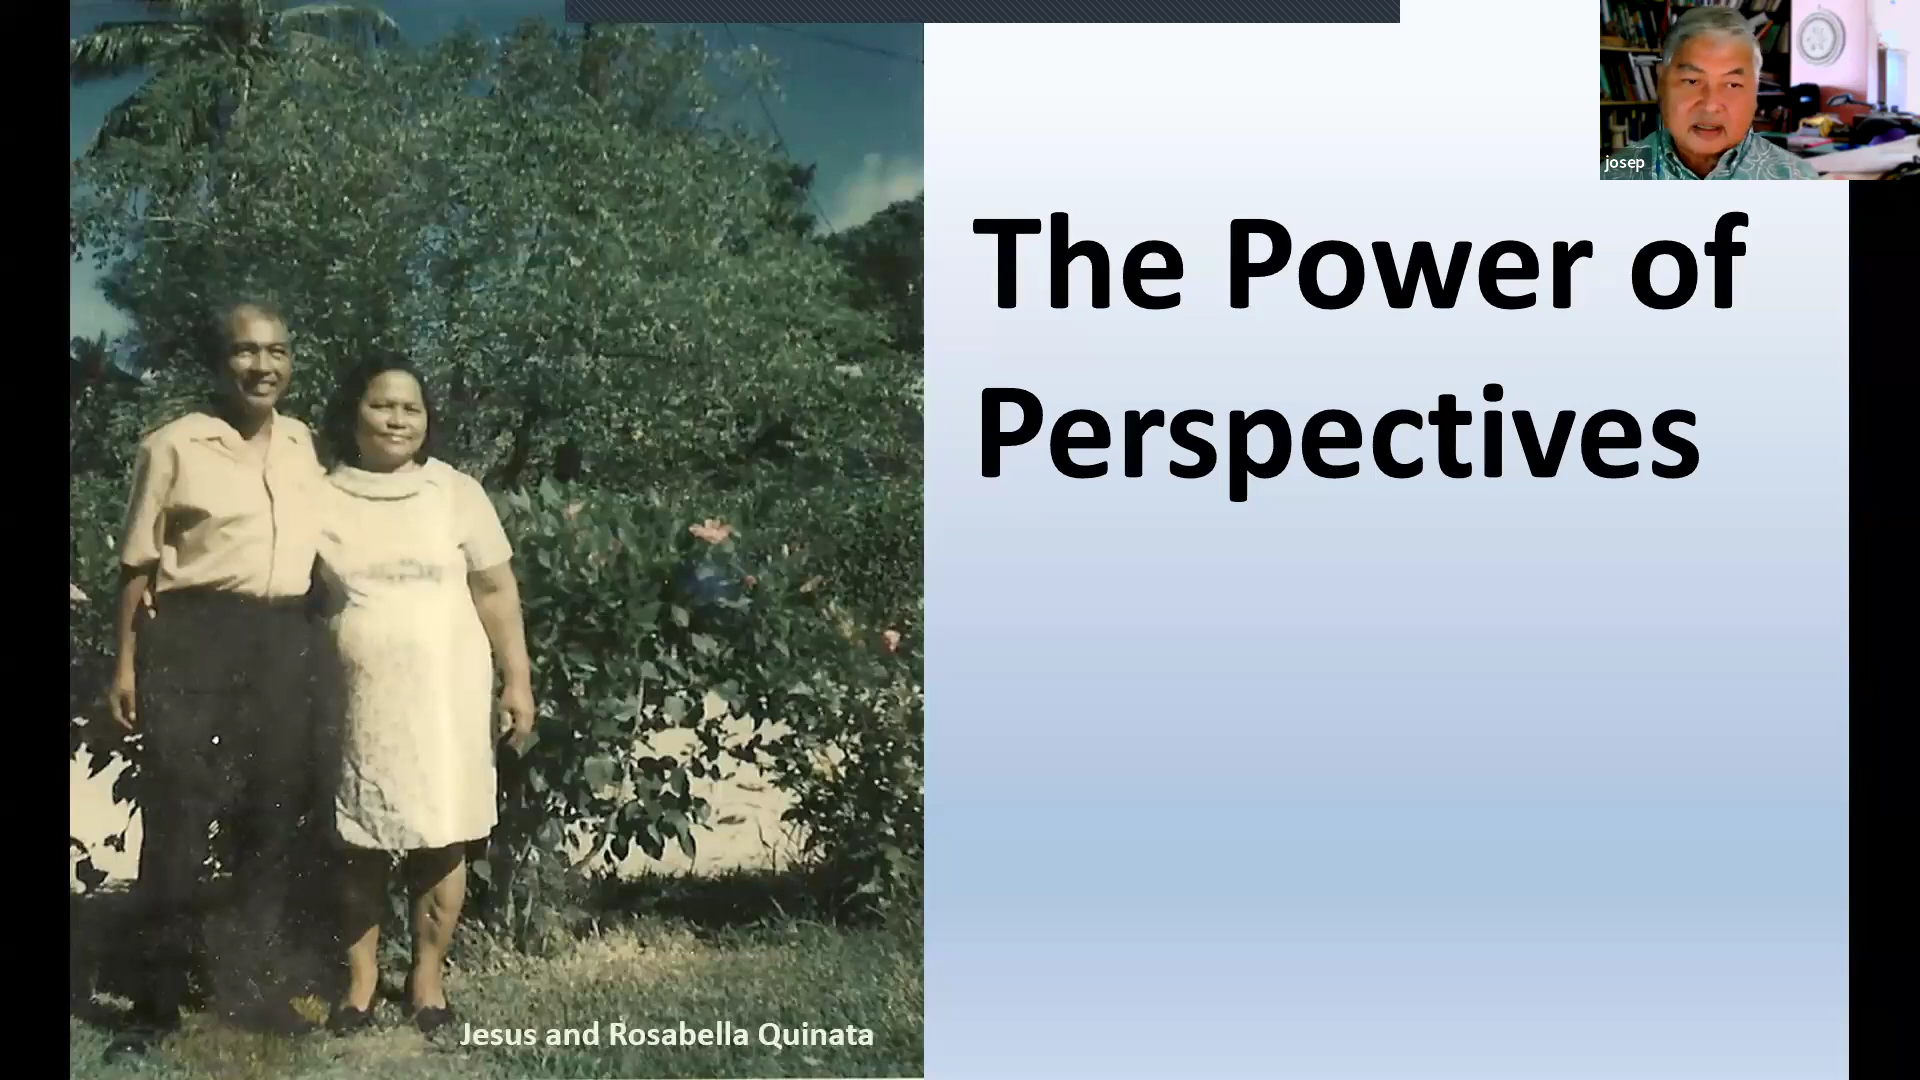 josep
The Power of
Perspectives
Jesus and Rosabella Quinata